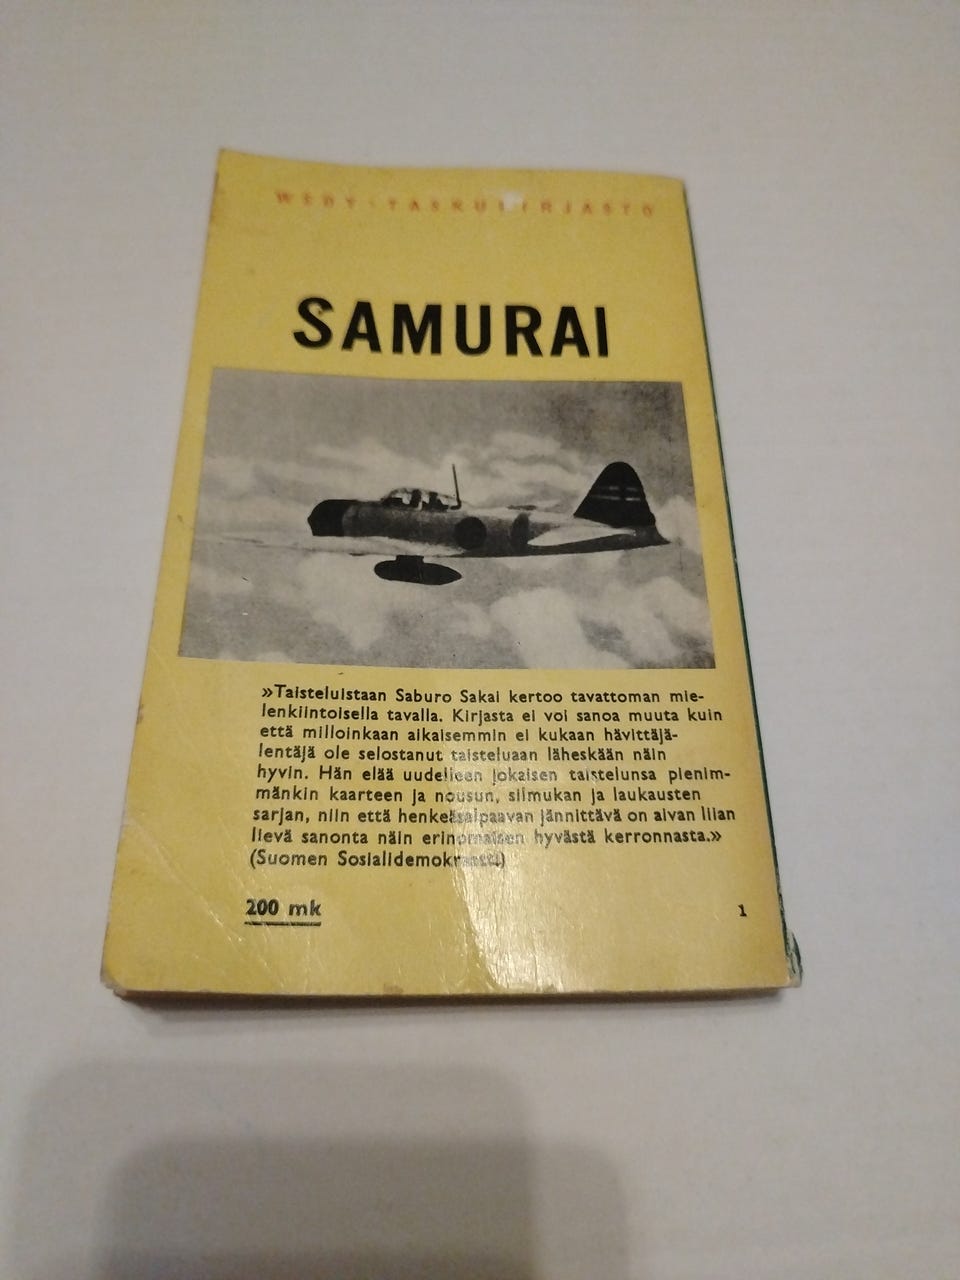 WSOY-TASKUKIRJASTO
SAMURAI
»Taisteluistaan Saburo Sakai kertoo tavattoman mie-
lenkiintoisella tavalla. Kirjasta ei voi sanoa muuta kuin
että milloinkaan aikaisemmin ei kukaan hävittäjä-
lentäjä ole selostanut taisteluaan läheskään näin
hyvin. Hän elää uudelleen jokaisen taistelunsa pienim-
mänkin kaarteen ja nousun, silmukan ja laukausten
sarjan, niin että henkeäsalpaavan jännittävä on aivan liian
lievä sanonta näin erinomaisen hyvästä kerronnasta.»
(Suomen Sosialidemokraatti)
200 mk
1